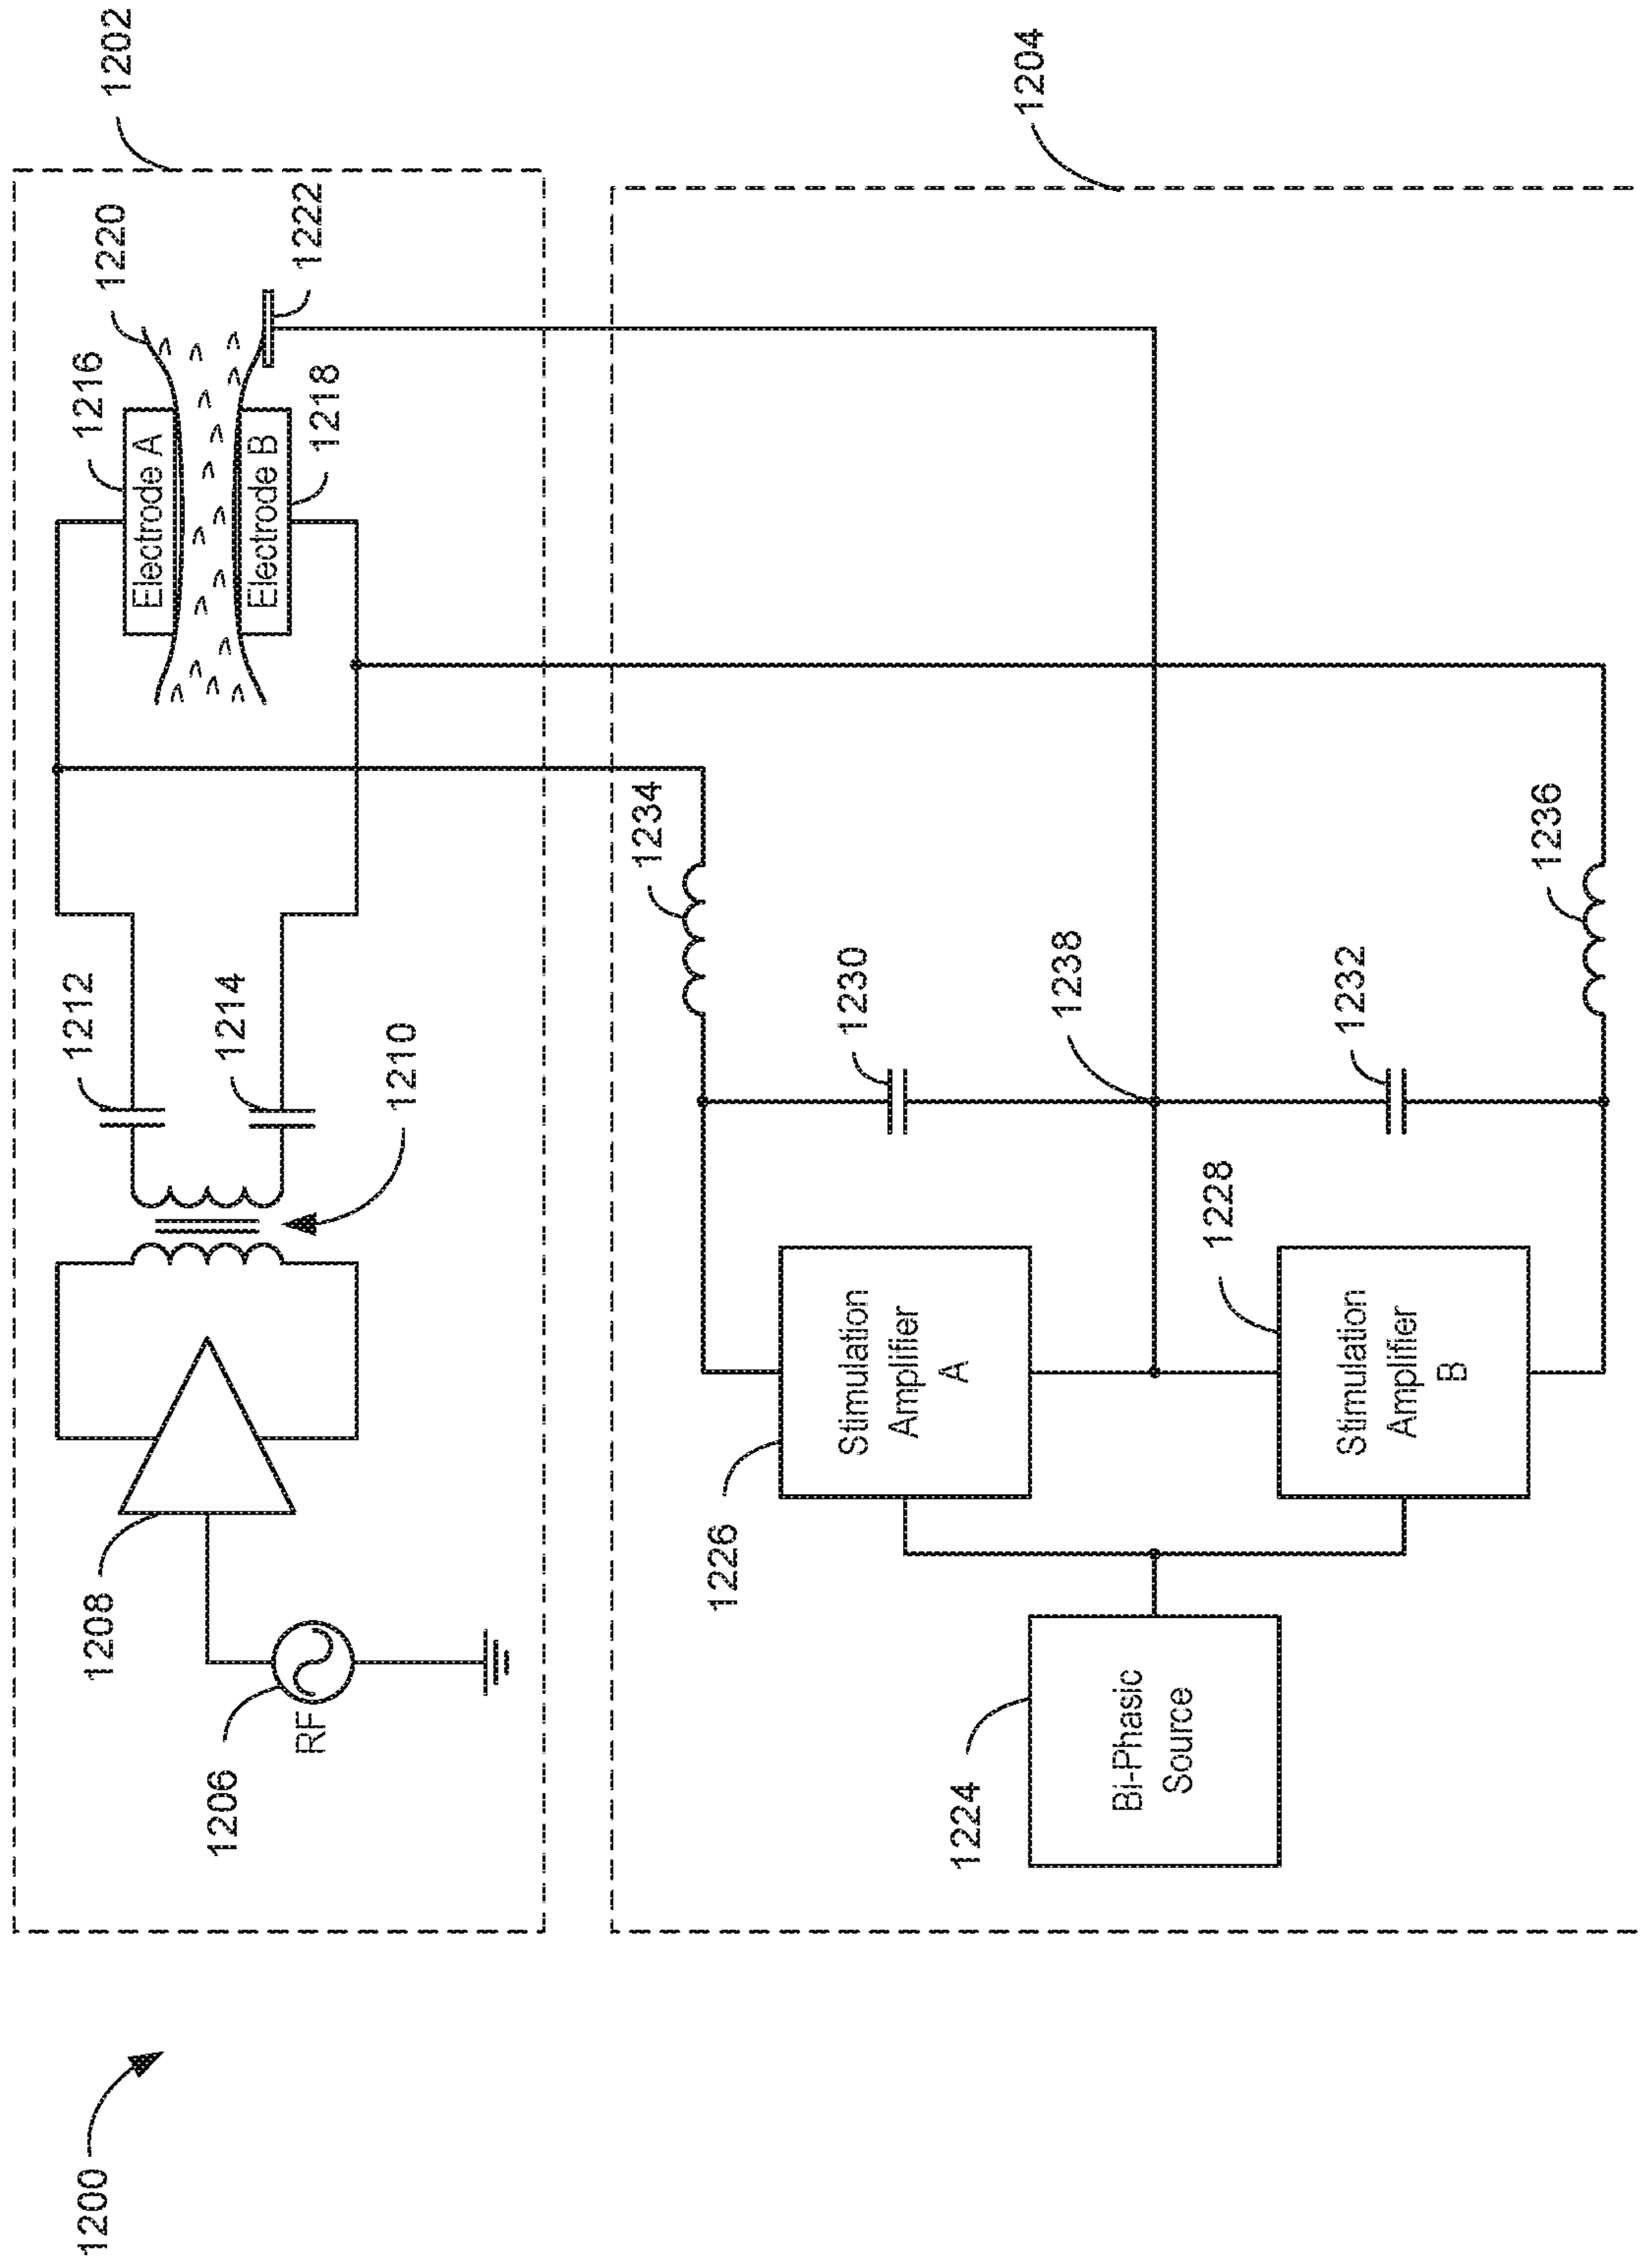 1200
1202
1204
1206
RF
1208
1210
1212
1214
1216
Electrode A
1218
Electrode B
1220
1222
1224
Bi-Phasic
Source
1226
Stimulation
Amplifier
A
1228
Stimulation
Amplifier
B
1230
1232
1234
1236
1238